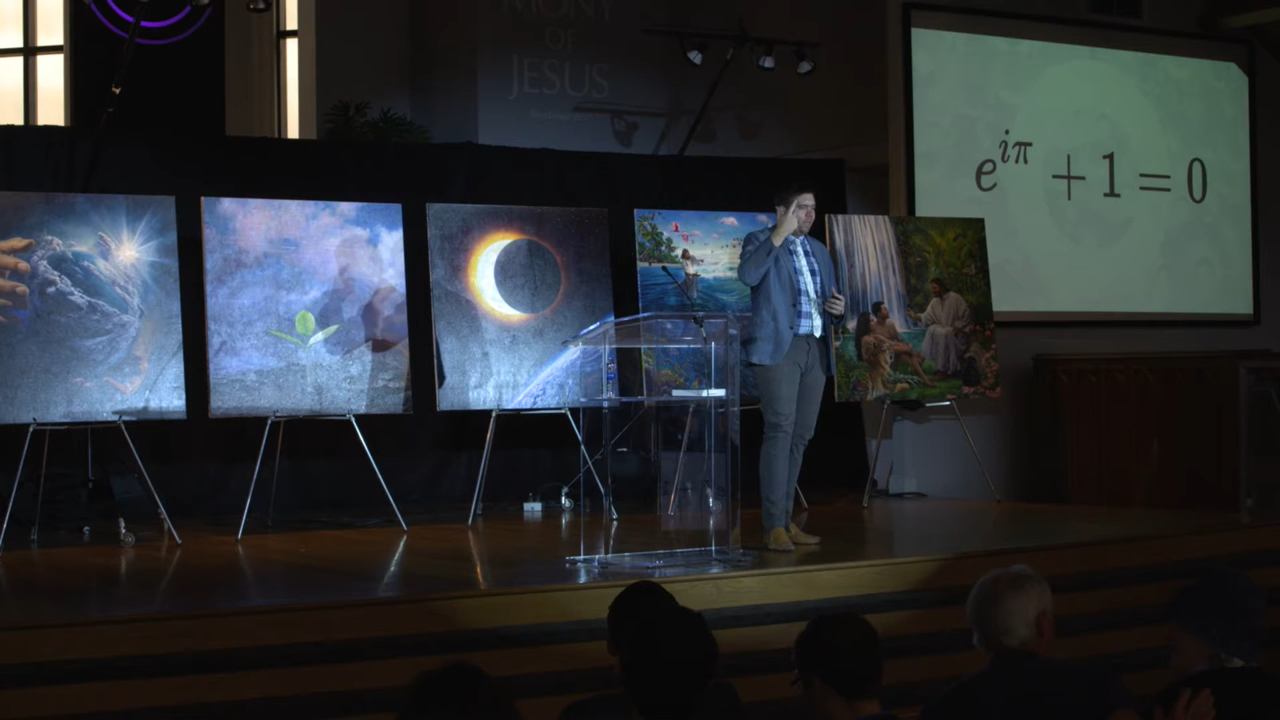 MONY
OF
JESUS
e^{iπ} + 1 = 0